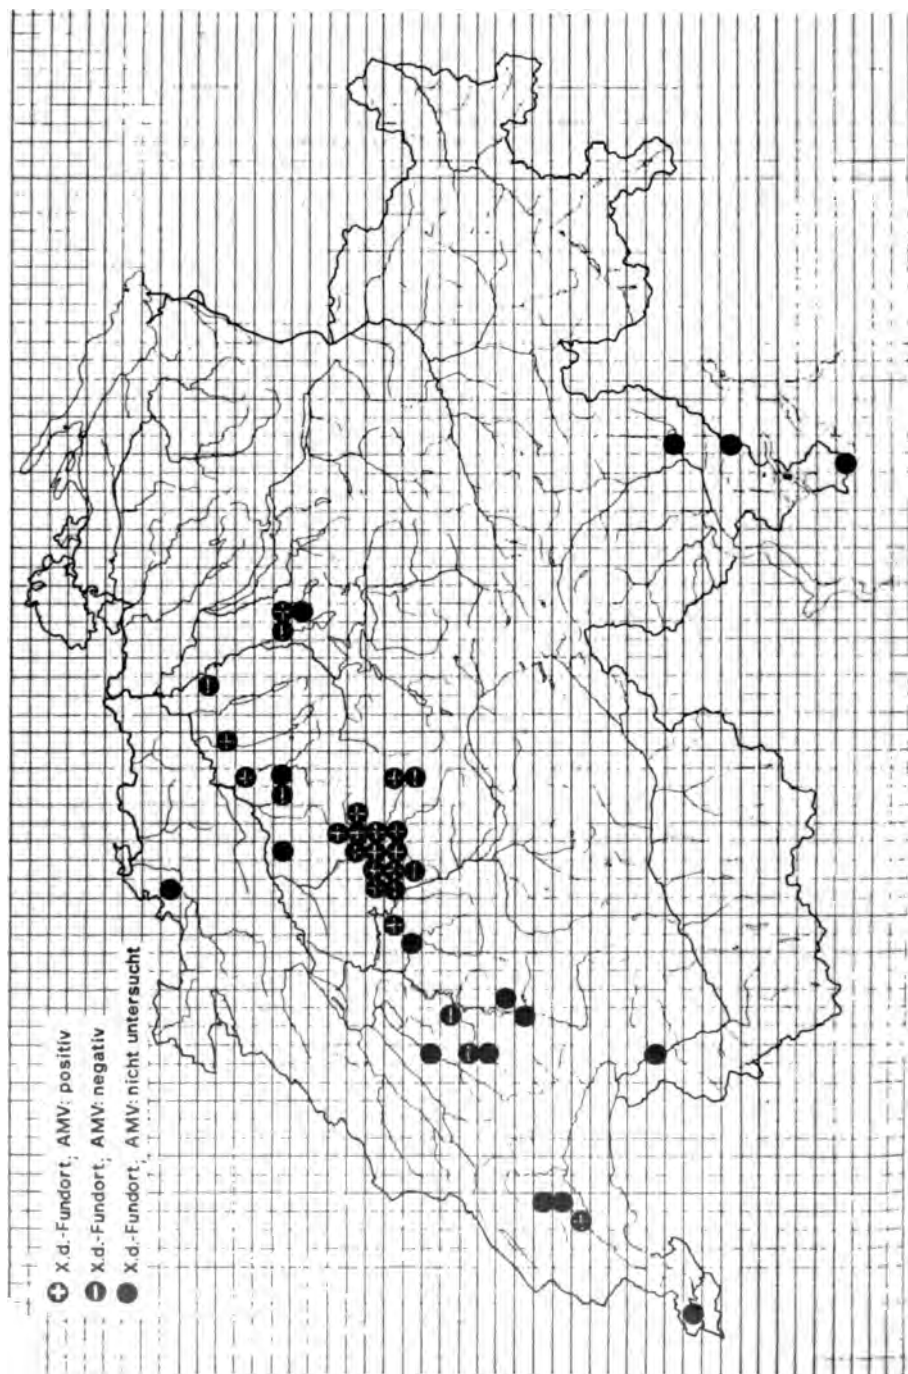 X.d.-Fundort, AMV: positiv
X.d.-Fundort, AMV: negativ
X.d.-Fundort, AMV: nicht untersucht